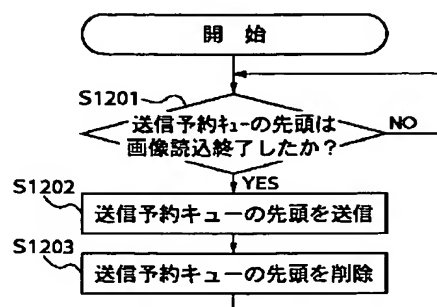 開 始
S1201
送信予約ｷｭｰの先頭は
画像読込終了したか？
NO
YES
S1202
送信予約キューの先頭を送信
S1203
送信予約キューの先頭を削除